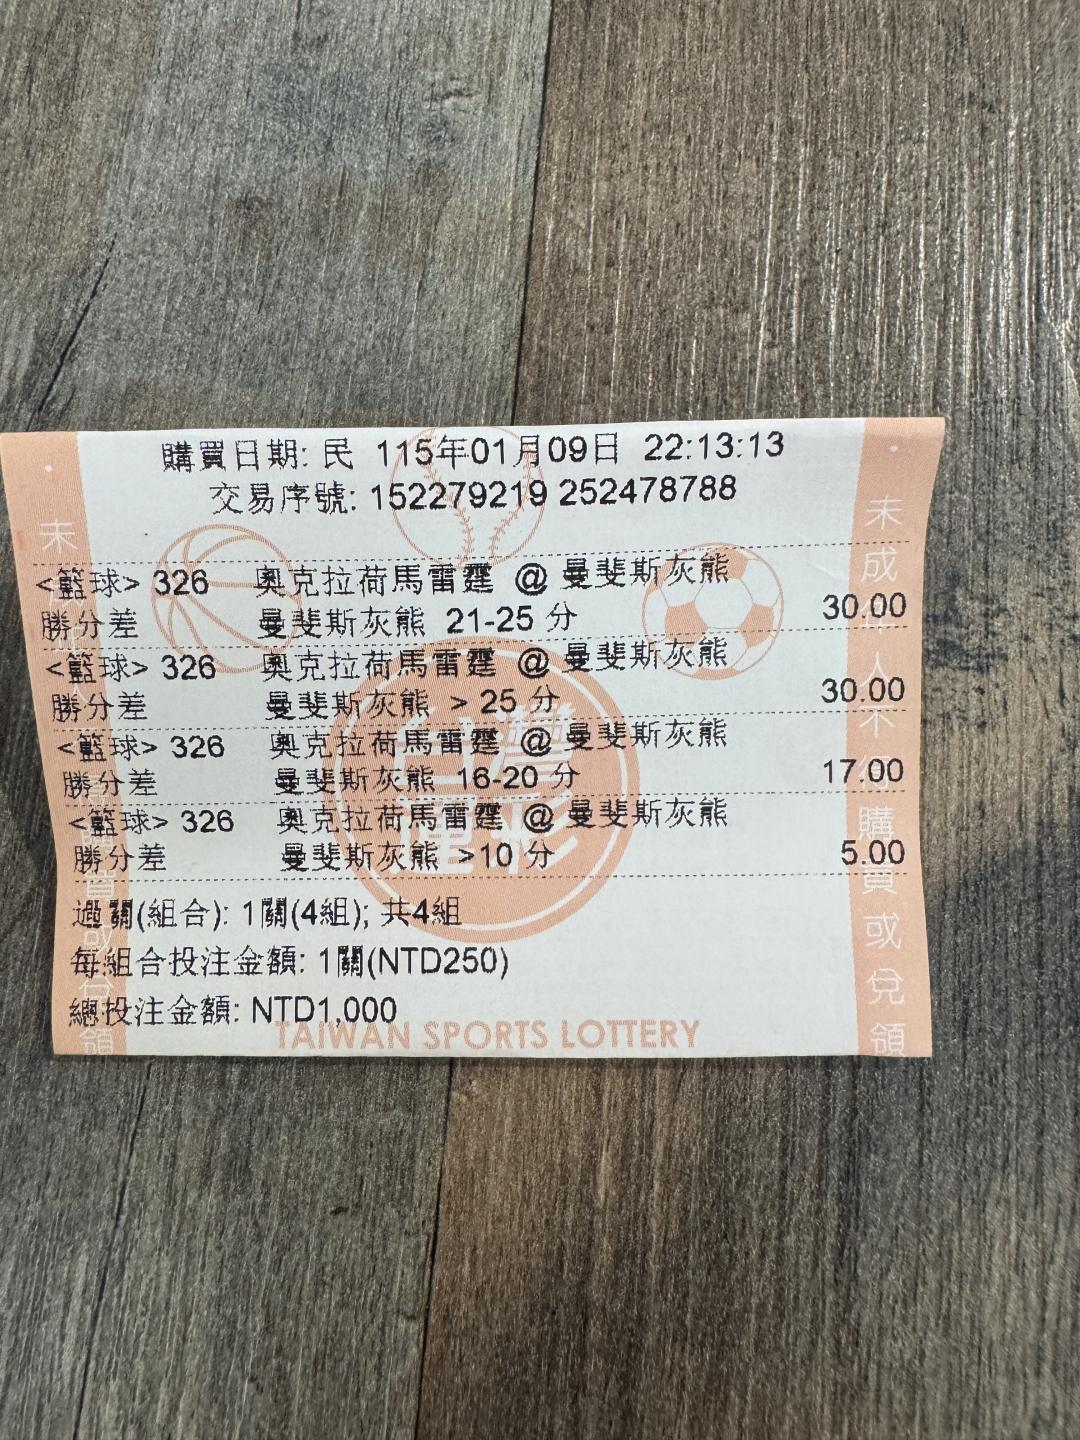 購買日期: 民 115年01月09日 22:13:13
交易序號: 152279219 252478788
<籃球> 326 奧克拉荷馬雷霆 @ 曼斐斯灰熊
勝分差 曼斐斯灰熊 21-25 分 30.00
<籃球> 326 奧克拉荷馬雷霆 @ 曼斐斯灰熊
勝分差 曼斐斯灰熊 > 25 分 30.00
<籃球> 326 奧克拉荷馬雷霆 @ 曼斐斯灰熊
勝分差 曼斐斯灰熊 16-20 分 17.00
<籃球> 326 奧克拉荷馬雷霆 @ 曼斐斯灰熊
勝分差 曼斐斯灰熊 >10 分 5.00
過關(組合): 1關(4組); 共4組
每組合投注金額: 1關(NTD250)
總投注金額: NTD1,000
TAIWAN SPORTS LOTTERY
未成年人不得購買或兌領